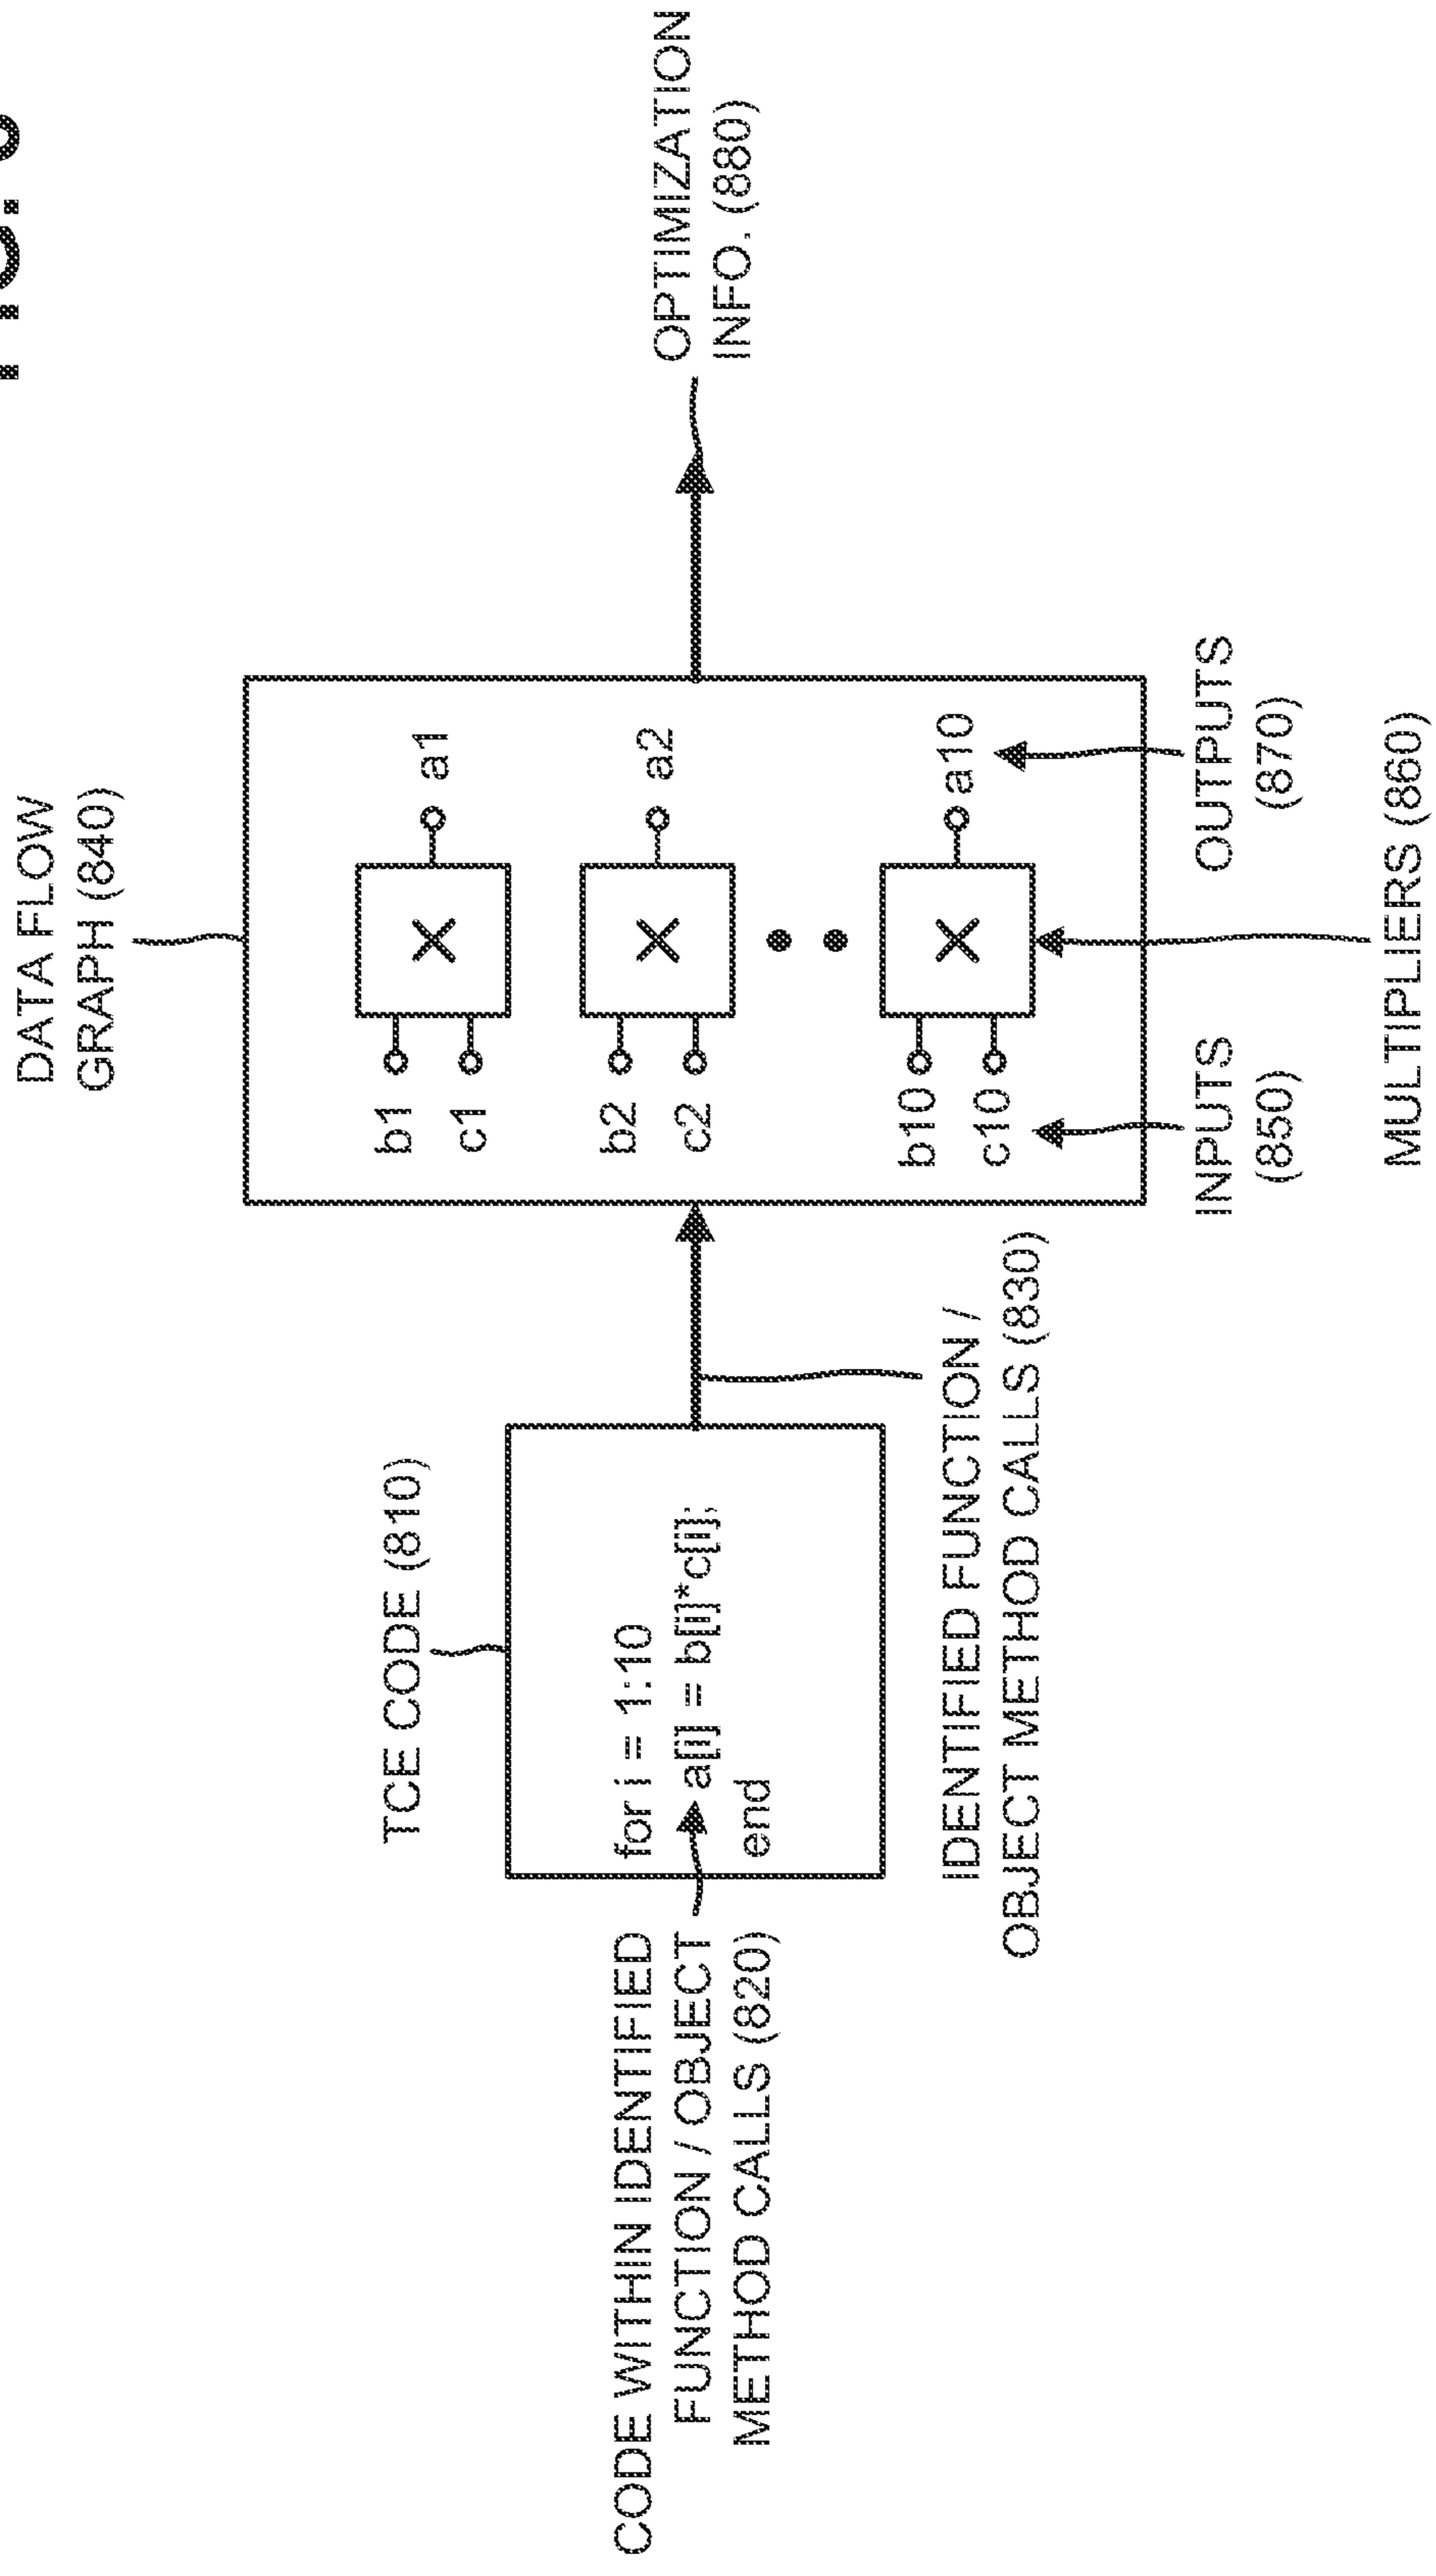 DATA FLOW
GRAPH (840)
TCE CODE (810)
CODE WITHIN IDENTIFIED
FUNCTION / OBJECT
METHOD CALLS (820)
for i = 1:10
a[i] = b[i]*c[i];
end
IDENTIFIED FUNCTION /
OBJECT METHOD CALLS (830)
b1
c1
×
a1
b2
c2
×
a2
b10
c10
×
a10
INPUTS
(850)
OUTPUTS
(870)
MULTIPLIERS (860)
OPTIMIZATION
INFO. (880)